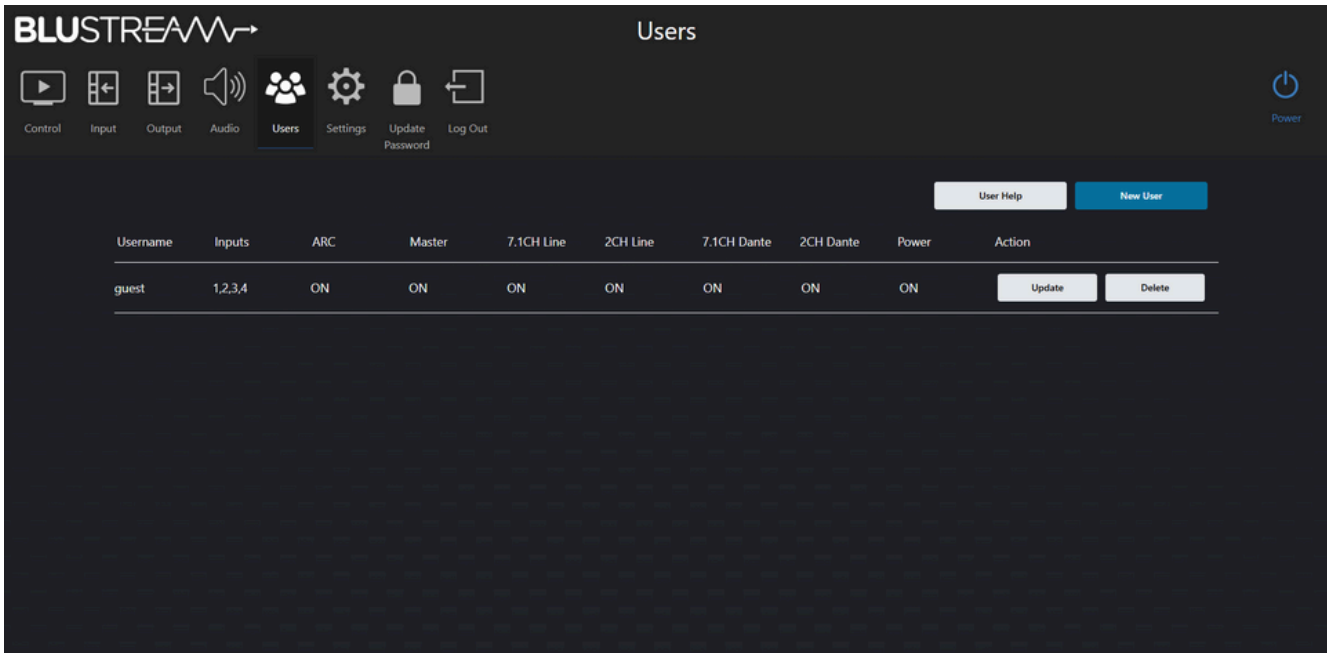 BLUSTREAM
Users
Control Input Output Audio Users Settings Update Password Log Out Power
User Help New User
Username Inputs ARC Master 7.1CH Line 2CH Line 7.1CH Dante 2CH Dante Power Action
guest 1,2,3,4 ON ON ON ON ON ON ON Update Delete